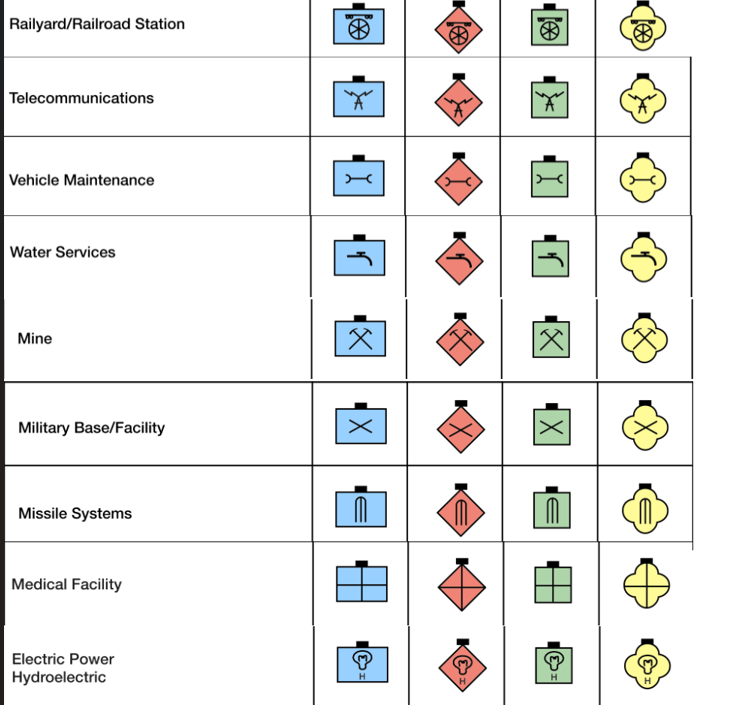 Railyard/Railroad Station
Telecommunications
Vehicle Maintenance
Water Services
Mine
Military Base/Facility
Missile Systems
Medical Facility
Electric Power
Hydroelectric
H H H H